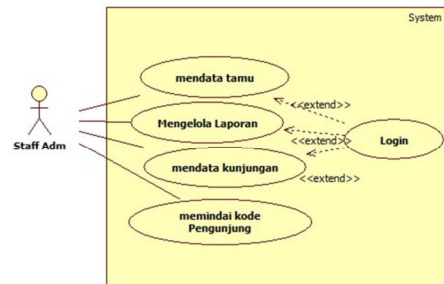 System
mendata tamu
<<extend>>
Mengelola Laporan
<<extend>>
Login
Staff Adm
mendata kunjungan
<<extend>>
memindai kode
Pengunjung